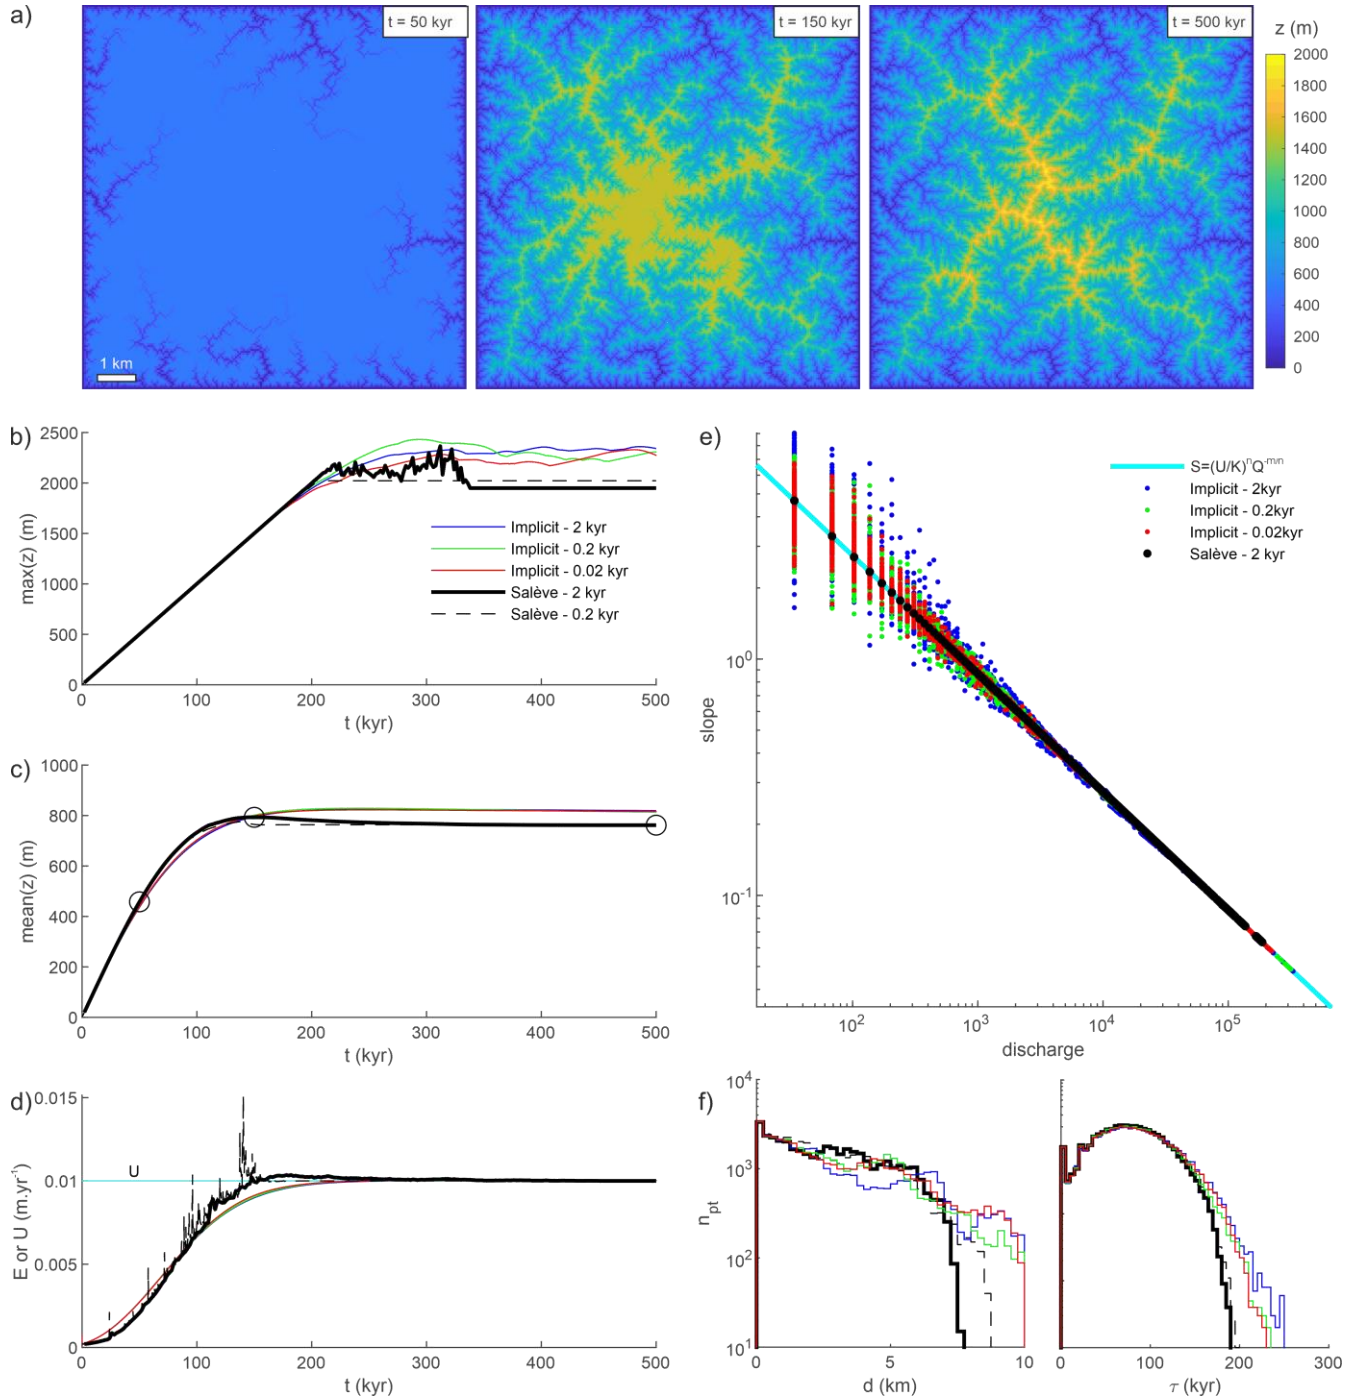 a)
t = 50 kyr
t = 150 kyr
t = 500 kyr
z (m)
2000
1800
1600
1400
1200
1000
800
600
400
200
0
1 km
b)
max(z) (m)
2500
2000
1500
1000
500
0
Implicit - 2 kyr
Implicit - 0.2 kyr
Implicit - 0.02 kyr
Salève - 2 kyr
Salève - 0.2 kyr
0 100 200 300 400 500
t (kyr)
c)
mean(z) (m)
1000
800
600
400
200
0
0 100 200 300 400 500
t (kyr)
d)
E or U (m.yr⁻¹)
0.015
0.01
0.005
0
U
0 100 200 300 400 500
t (kyr)
e)
slope
10⁰
10⁻¹
S=(U/K)ⁿQ⁻ᵐ/ⁿ
Implicit - 2kyr
Implicit - 0.2kyr
Implicit - 0.02kyr
Salève - 2 kyr
10² 10³ 10⁴ 10⁵
discharge
f)
n_pt
10⁴
10³
10²
10¹
0 5 10
d (km)
0 100 200 300
τ (kyr)